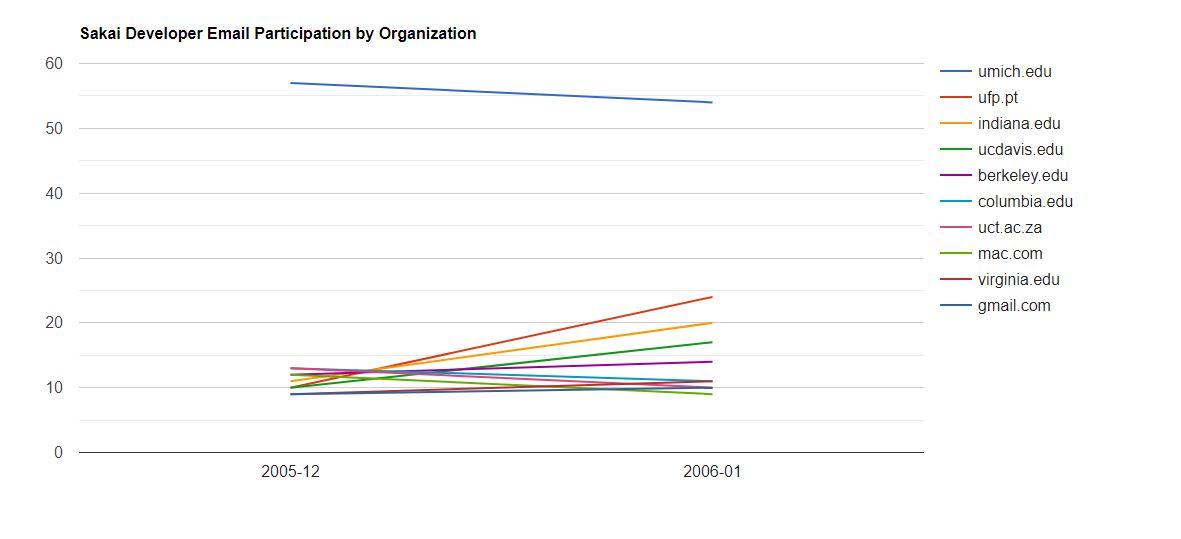 Sakai Developer Email Participation by Organization
60
50
40
30
20
10
0
2005-12
2006-01
umich.edu
ufp.pt
indiana.edu
ucdavis.edu
berkeley.edu
columbia.edu
uct.ac.za
mac.com
virginia.edu
gmail.com